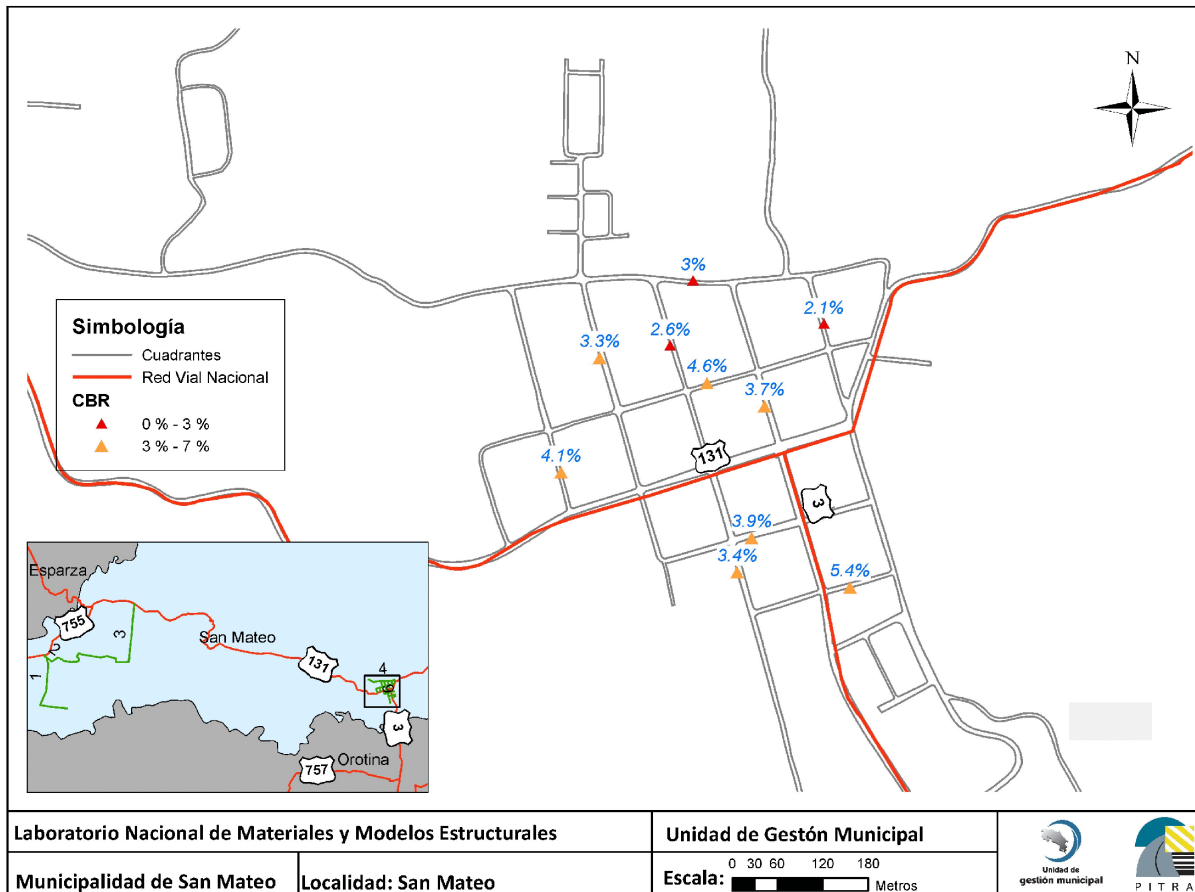 N
3%
2.1%
2.6%
3.3%
4.6%
3.7%
4.1%
131
3
3.9%
3.4%
5.4%
Simbología
Cuadrantes
Red Vial Nacional
CBR
0 % - 3 %
3 % - 7 %
Esparza
755
3
2
1
San Mateo
131
4
3
Orotina
757
Laboratorio Nacional de Materiales y Modelos Estructurales
Unidad de Gestión Municipal
Municipalidad de San Mateo
Localidad: San Mateo
Escala:
0 30 60 120 180
Metros
Unidad de
gestión municipal
PITRA